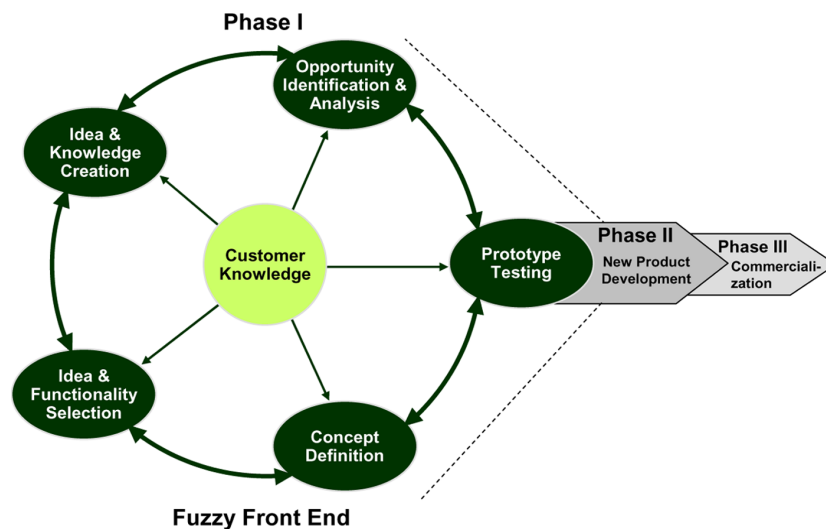 Phase I
Opportunity
Identification &
Analysis
Idea &
Knowledge
Creation
Customer
Knowledge
Prototype
Testing
Phase II
New Product
Development
Phase III
Commerciali-
zation
Idea &
Functionality
Selection
Concept
Definition
Fuzzy Front End